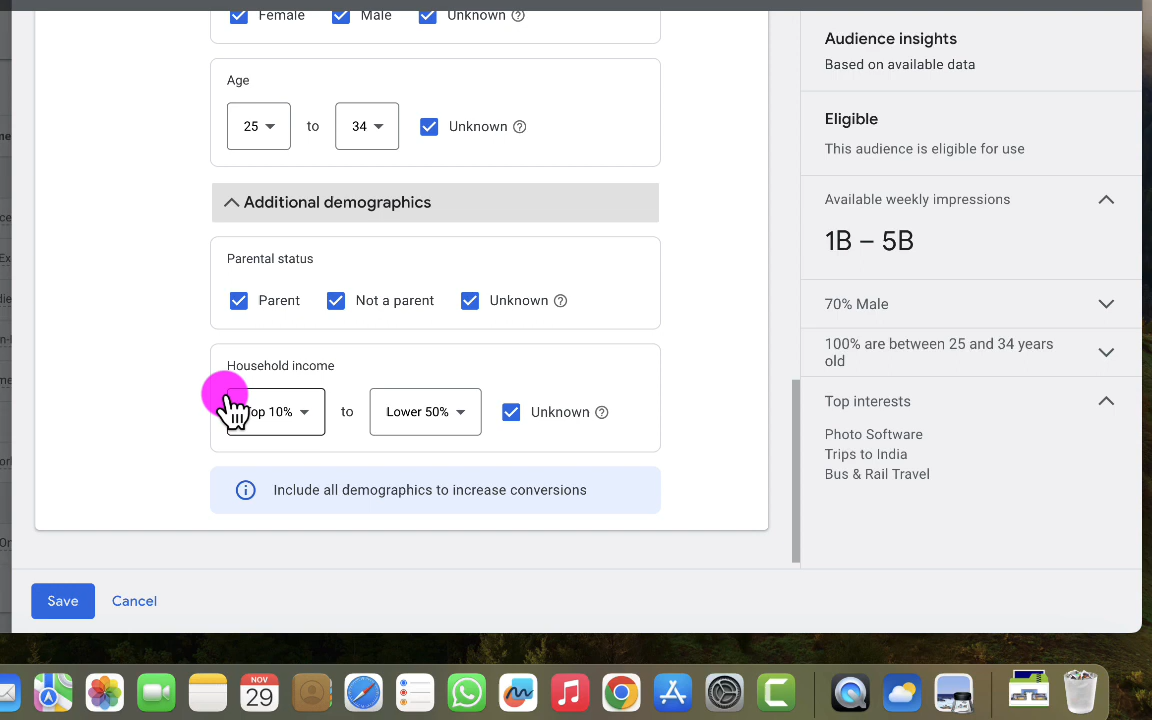 Female Male Unknown
Age
25 to 34 Unknown
Additional demographics
Parental status
Parent Not a parent Unknown
Household income
op 10% to Lower 50% Unknown
Include all demographics to increase conversions
Save Cancel
Audience insights
Based on available data
Eligible
This audience is eligible for use
Available weekly impressions
1B – 5B
70% Male
100% are between 25 and 34 years
old
Top interests
Photo Software
Trips to India
Bus & Rail Travel
NOV
29